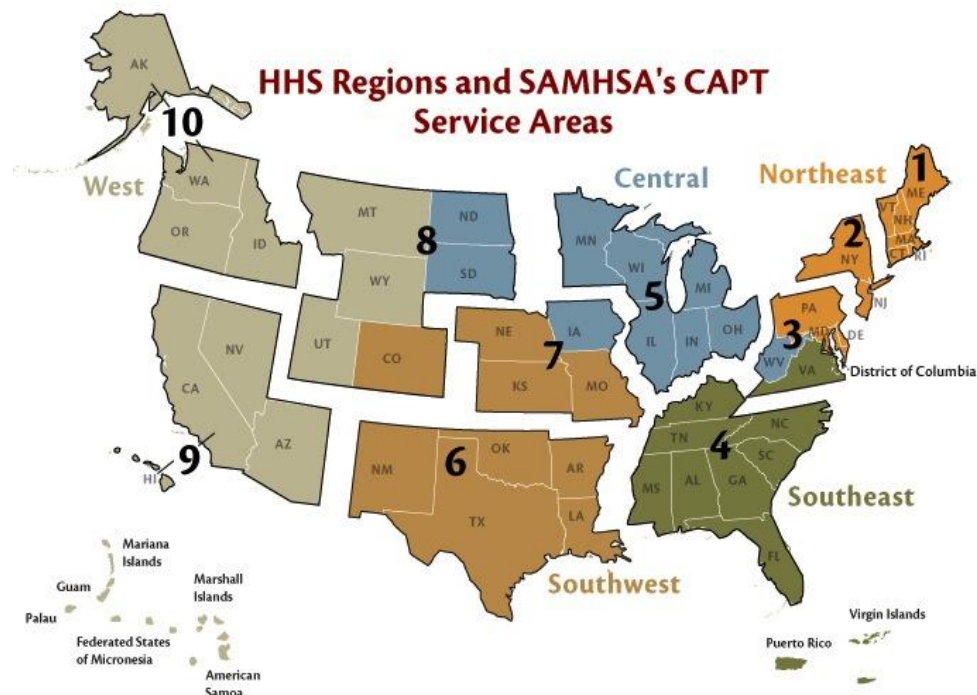 HHS Regions and SAMHSA's CAPT
Service Areas
AK
10
West
WA
OR
ID
MT
ND
8
SD
WY
UT
CO
Central
MN
WI
MI
5
IL
IN
OH
IA
NE
7
KS
MO
Northeast
1
ME
VT
NH
MA
CT
RI
2
NY
NJ
PA
3
MD
DE
WV
VA
District of Columbia
NV
CA
AZ
9
HI
NM
6
OK
AR
TX
LA
Southwest
KY
NC
TN
4
SC
MS
AL
GA
FL
Southeast
Mariana
Islands
Guam
Palau
Marshall
Islands
Federated States
of Micronesia
American
Samoa
Virgin Islands
Puerto Rico